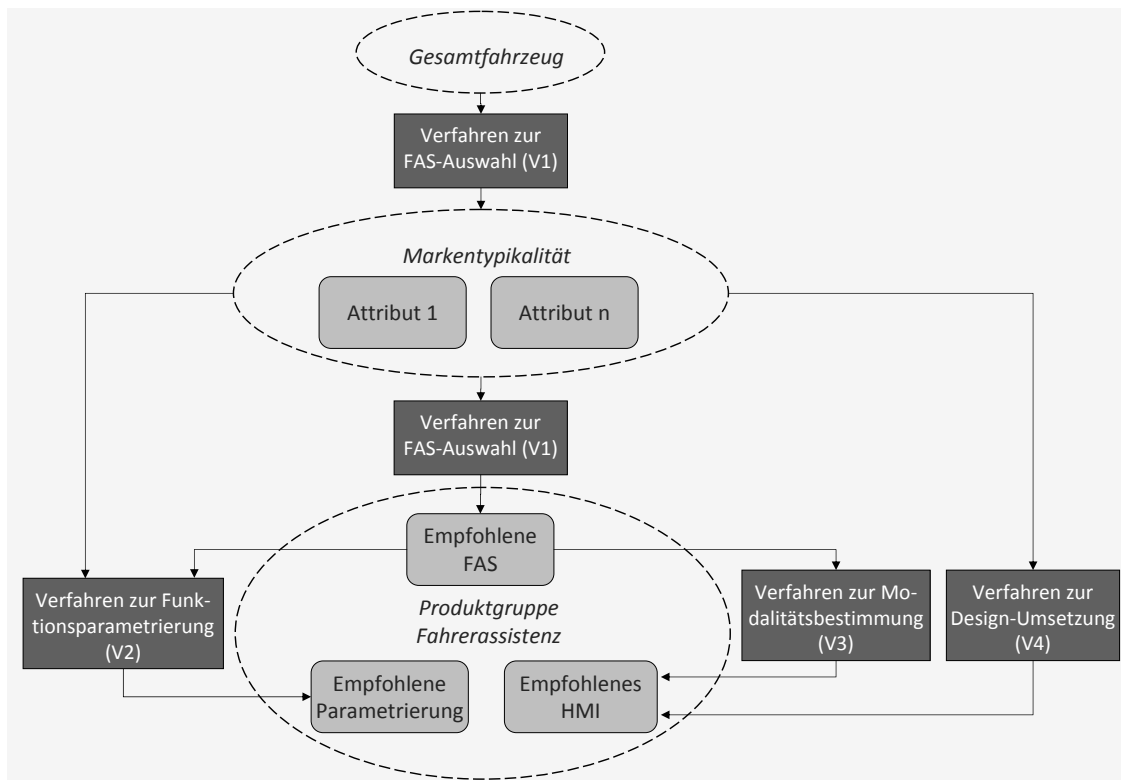 Gesamtfahrzeug
Verfahren zur
FAS-Auswahl (V1)
Markentypikalität
Attribut 1
Attribut n
Verfahren zur
FAS-Auswahl (V1)
Empfohlene
FAS
Verfahren zur Funk-
tionsparametrierung
(V2)
Produktgruppe
Fahrerassistenz
Verfahren zur Mo-
dalitätsbestimmung
(V3)
Verfahren zur
Design-Umsetzung
(V4)
Empfohlene
Parametrierung
Empfohlenes
HMI